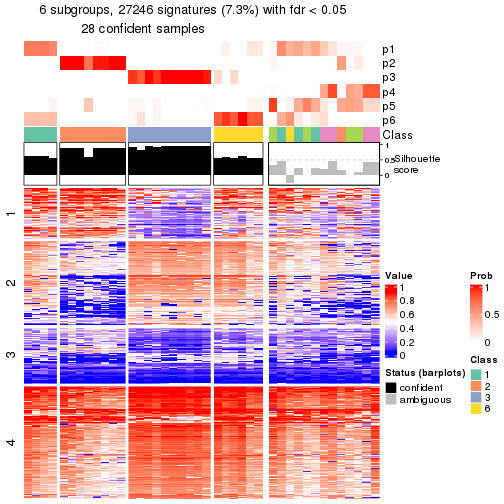 6 subgroups, 27246 signatures (7.3%) with fdr < 0.05
28 confident samples
p1
p2
p3
p4
p5
p6
Class
1
0.5
0
Silhouette
score
1
2
3
4
Value
1
0.8
0.6
0.4
0.2
0
Status (barplots)
confident
ambiguous
Prob
1
0.5
0
Class
1
2
3
6